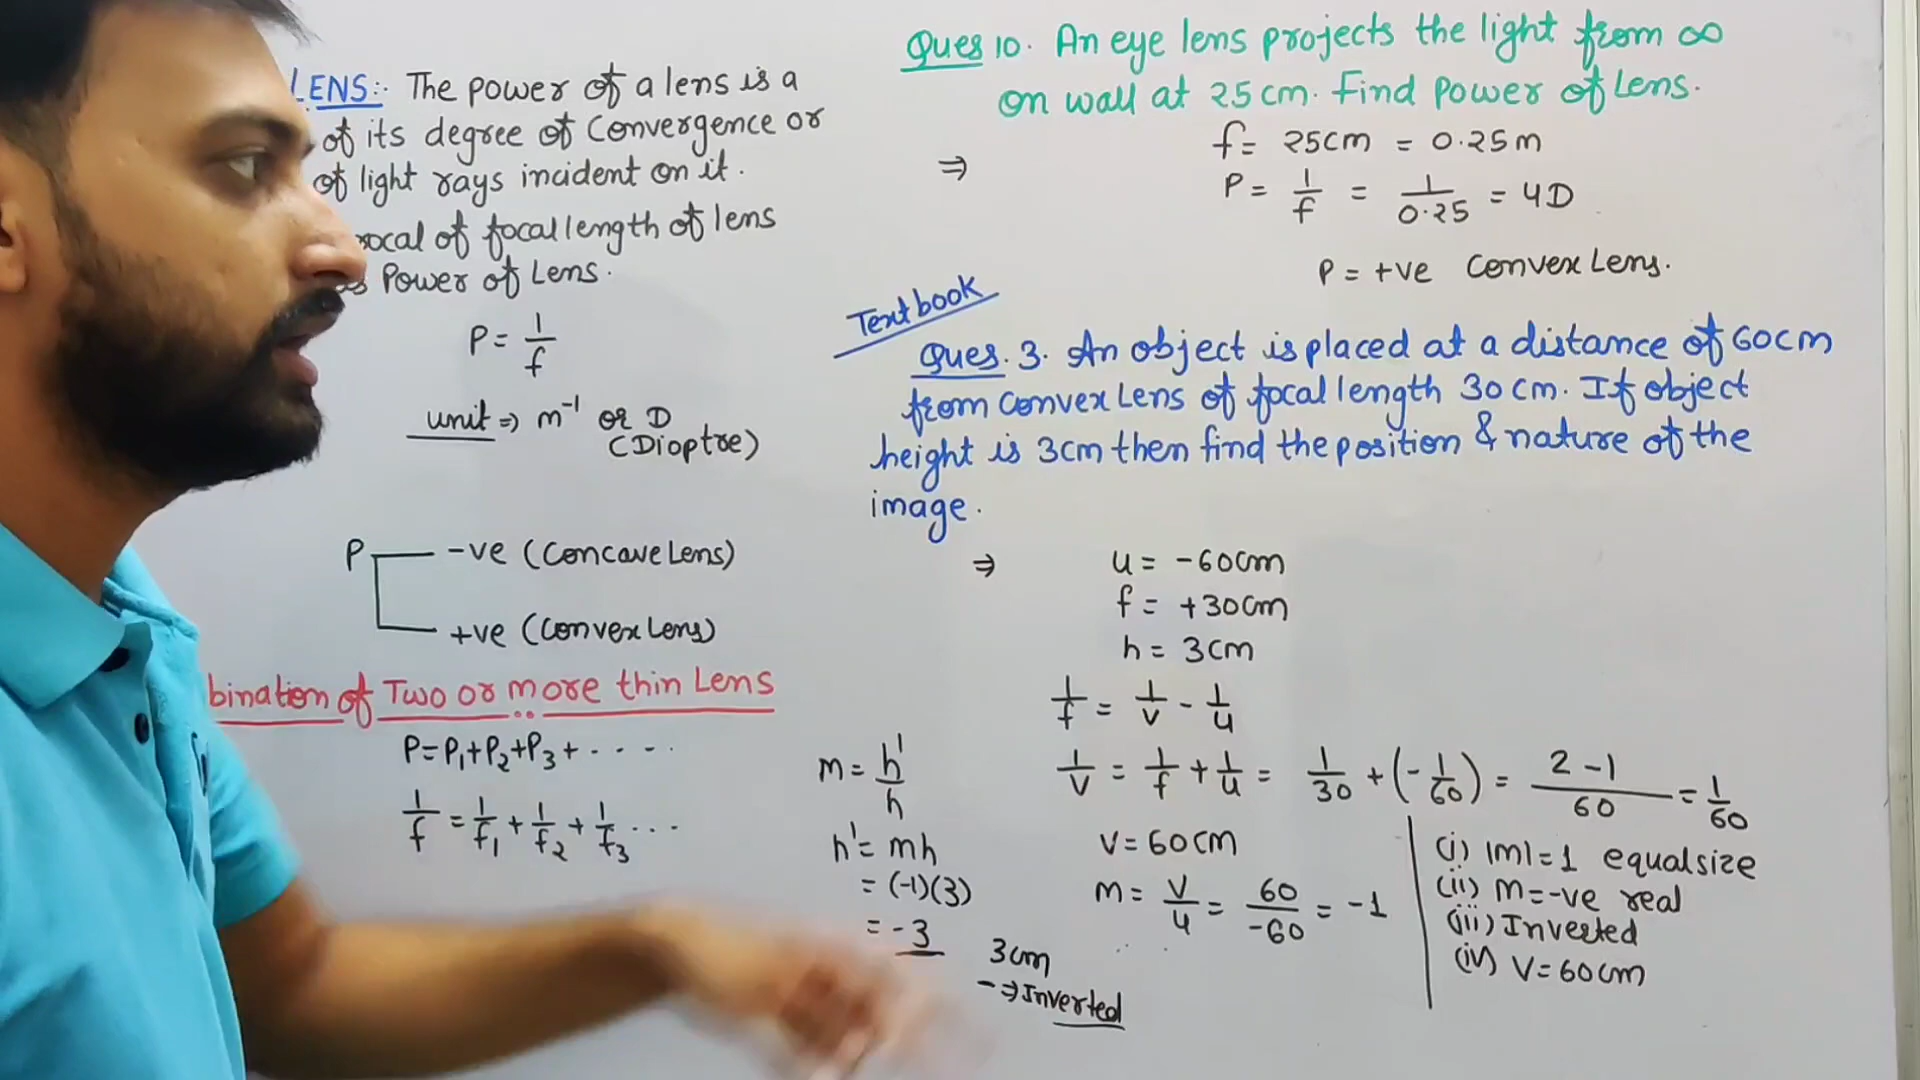 LENS:- The power of a lens is a
of its degree of Convergence or
of light rays incident on it.
rocal of focal length of lens
Power of Lens.
P = 1/f
unit ⇒ m⁻¹ or D
(Dioptre)
P -ve (Concave Lens)
+ve (Convex Lens)
bination of Two or more thin Lens
P=P₁+P₂+P₃+ - - - -
1/f = 1/f₁ + 1/f₂ + 1/f₃ ...
Ques 10. An eye lens projects the light from ∞
on wall at 25 cm. Find Power of Lens.
⇒ f = 25cm = 0.25m
P = 1/f = 1/0.25 = 4D
P = +ve Convex Lens.
Textbook
Ques. 3. An object is placed at a distance of 60cm
from convex Lens of focal length 30 cm. If object
height is 3cm then find the position & nature of the
image.
⇒ u = -60cm
f = +30cm
h = 3cm
1/f = 1/v - 1/u
1/v = 1/f + 1/u = 1/30 + (-1/60) = 2-1/60 = 1/60
v = 60cm
m = v/u = 60/-60 = -1
m = h'/h
h' = mh
= (-1)(3)
= -3
3cm
- ⇒ Inverted
(i) |m|=1 equal size
(ii) m=-ve real
(iii) Inverted
(iv) v=60cm